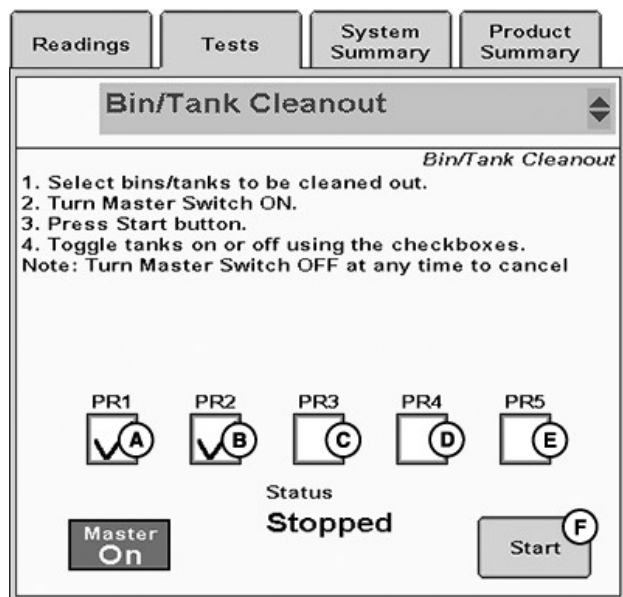 Readings
Tests
System
Summary
Product
Summary
Bin/Tank Cleanout
Bin/Tank Cleanout
1. Select bins/tanks to be cleaned out.
2. Turn Master Switch ON.
3. Press Start button.
4. Toggle tanks on or off using the checkboxes.
Note: Turn Master Switch OFF at any time to cancel
PR1 PR2 PR3 PR4 PR5
A B C D E
Status
Stopped
Master
On
Start
F